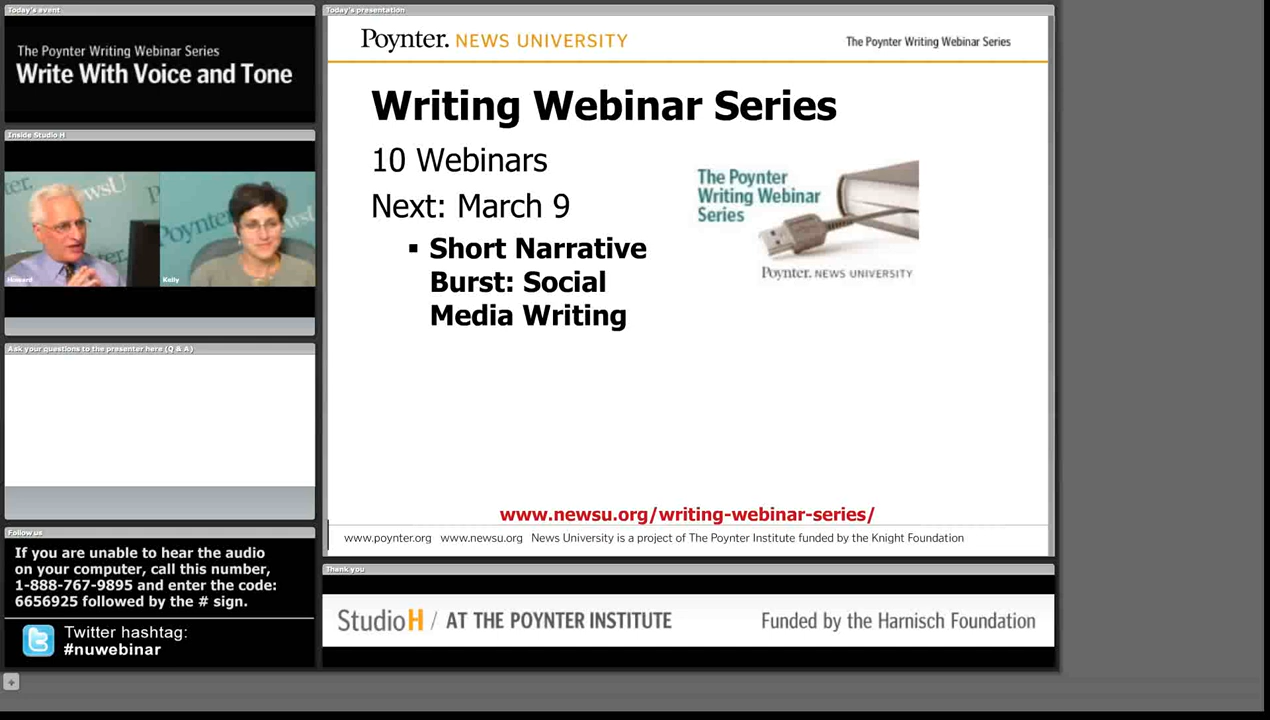 Today's event
The Poynter Writing Webinar Series
Write With Voice and Tone
Inside Studio H
Howard
Poynter.
Kelly
Ask your questions to the presenter here (Q & A)
Follow us
If you are unable to hear the audio
on your computer, call this number,
1-888-767-9895 and enter the code:
6656925 followed by the # sign.
Twitter hashtag:
#nuwebinar
Today's presentation
Poynter. NEWS UNIVERSITY
The Poynter Writing Webinar Series
Writing Webinar Series
10 Webinars
Next: March 9
▪ Short Narrative
Burst: Social
Media Writing
The Poynter
Writing Webinar
Series
Poynter. NEWS UNIVERSITY
www.newsu.org/writing-webinar-series/
www.poynter.org www.newsu.org News University is a project of The Poynter Institute funded by the Knight Foundation
Thank you
StudioH / AT THE POYNTER INSTITUTE
Funded by the Harnisch Foundation